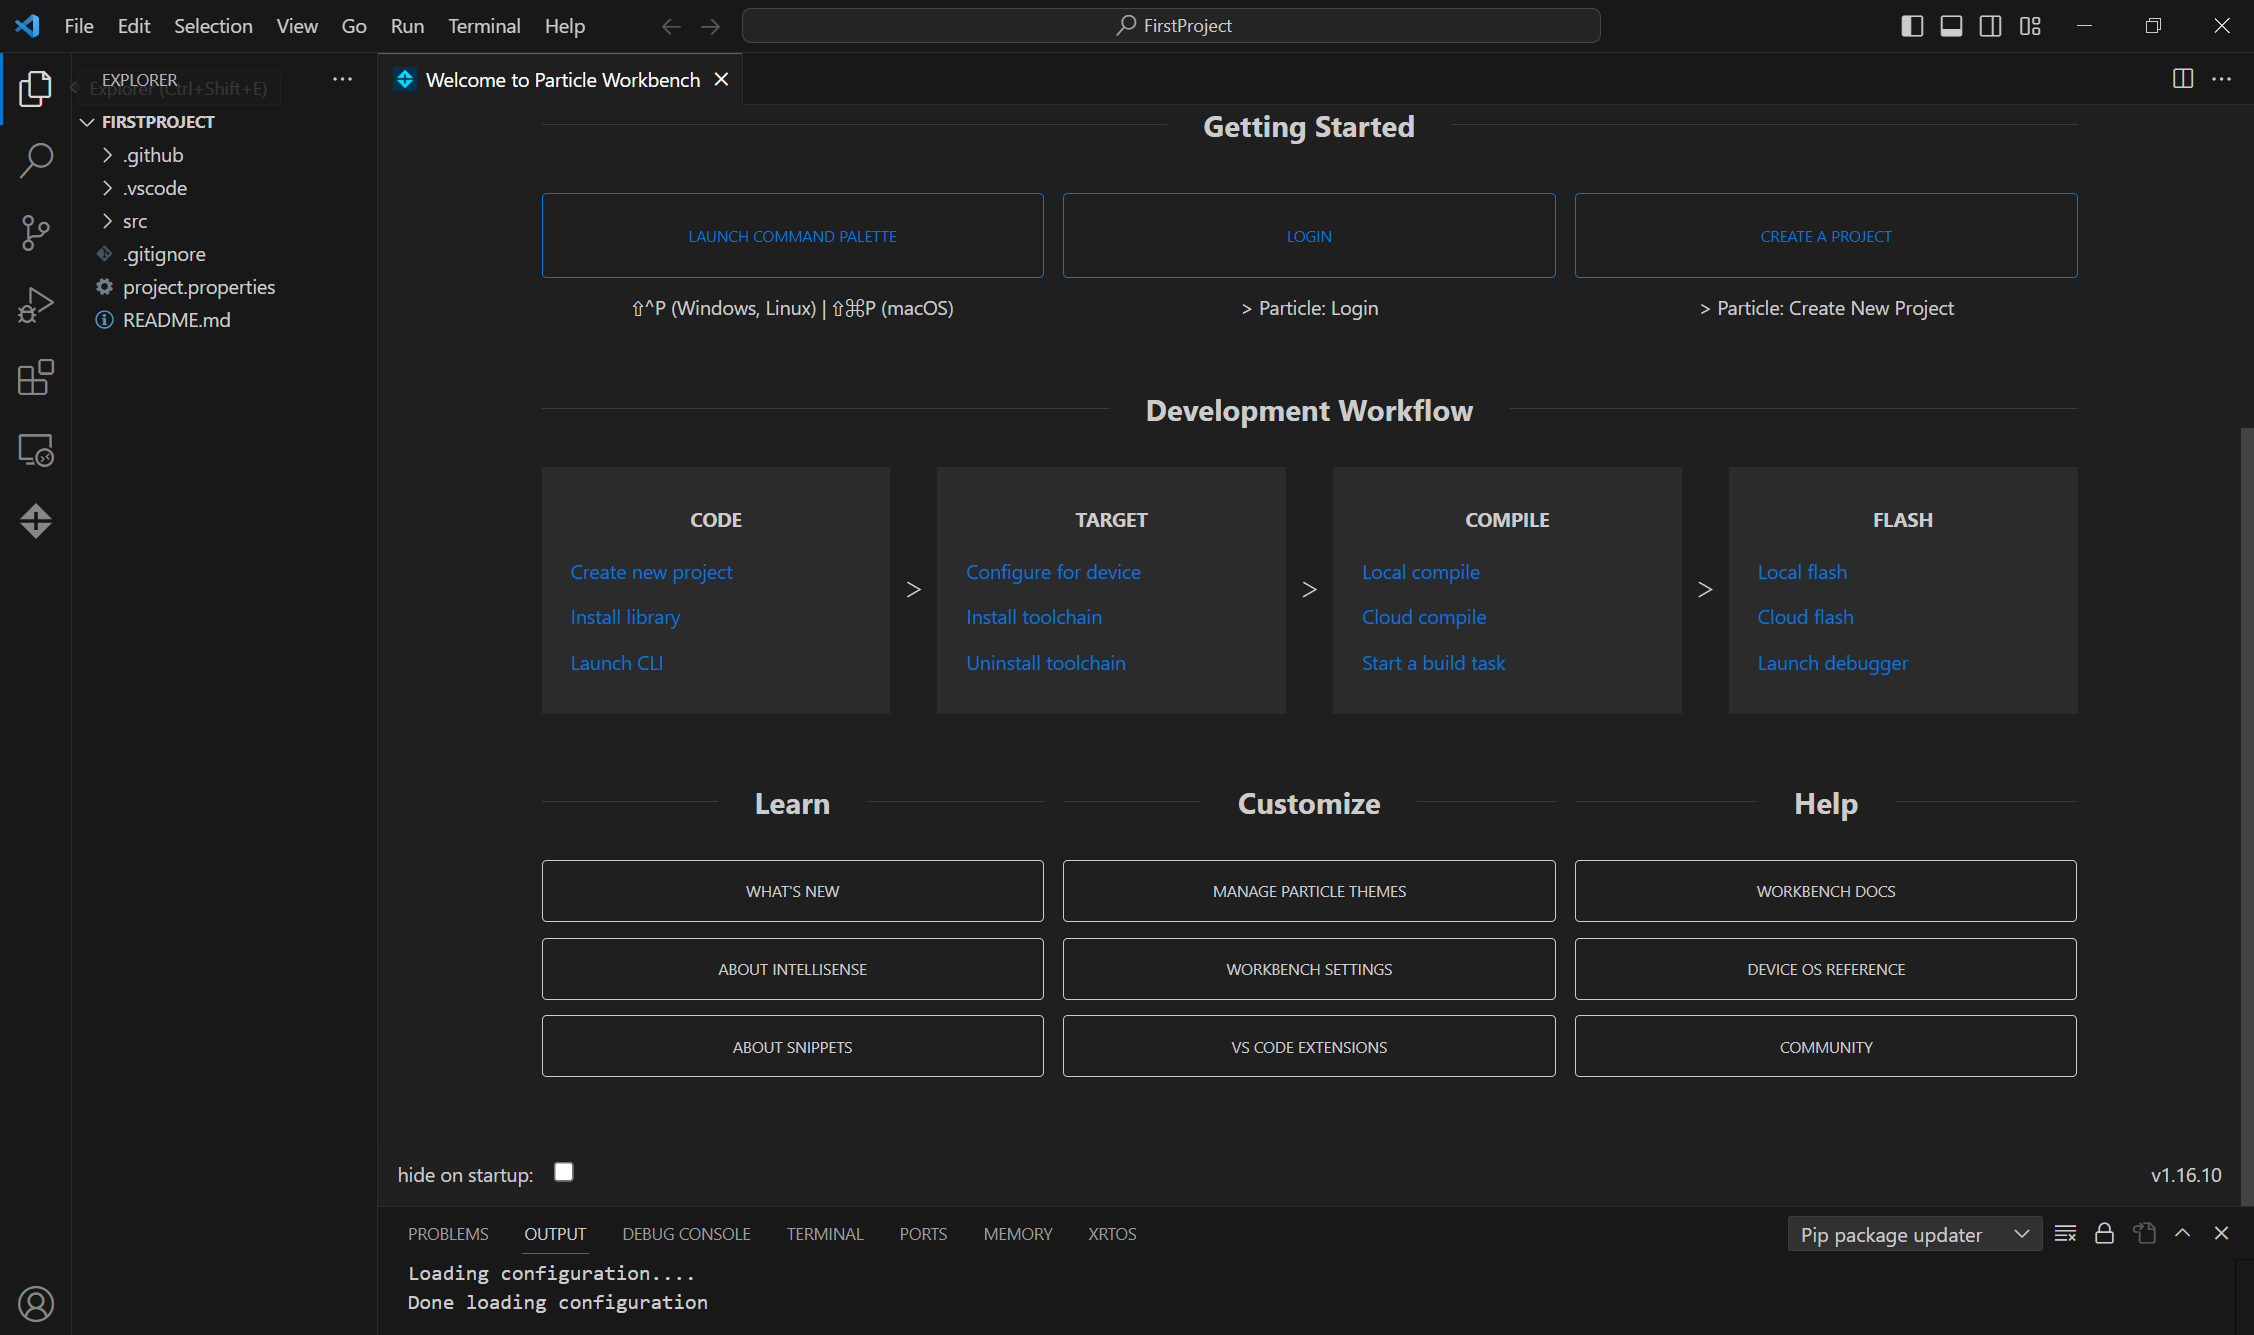 File Edit Selection View Go Run Terminal Help FirstProject
EXPLORER
Explorer (Ctrl+Shift+E)
FIRSTPROJECT
.github
.vscode
src
.gitignore
project.properties
README.md
Welcome to Particle Workbench
Getting Started
LAUNCH COMMAND PALETTE
⇧^P (Windows, Linux) | ⇧⌘P (macOS)
LOGIN
> Particle: Login
CREATE A PROJECT
> Particle: Create New Project
Development Workflow
CODE
Create new project
Install library
Launch CLI
>
TARGET
Configure for device
Install toolchain
Uninstall toolchain
>
COMPILE
Local compile
Cloud compile
Start a build task
>
FLASH
Local flash
Cloud flash
Launch debugger
Learn
WHAT'S NEW
ABOUT INTELLISENSE
ABOUT SNIPPETS
Customize
MANAGE PARTICLE THEMES
WORKBENCH SETTINGS
VS CODE EXTENSIONS
Help
WORKBENCH DOCS
DEVICE OS REFERENCE
COMMUNITY
hide on startup:
v1.16.10
PROBLEMS OUTPUT DEBUG CONSOLE TERMINAL PORTS MEMORY XRTOS Pip package updater
Loading configuration....
Done loading configuration